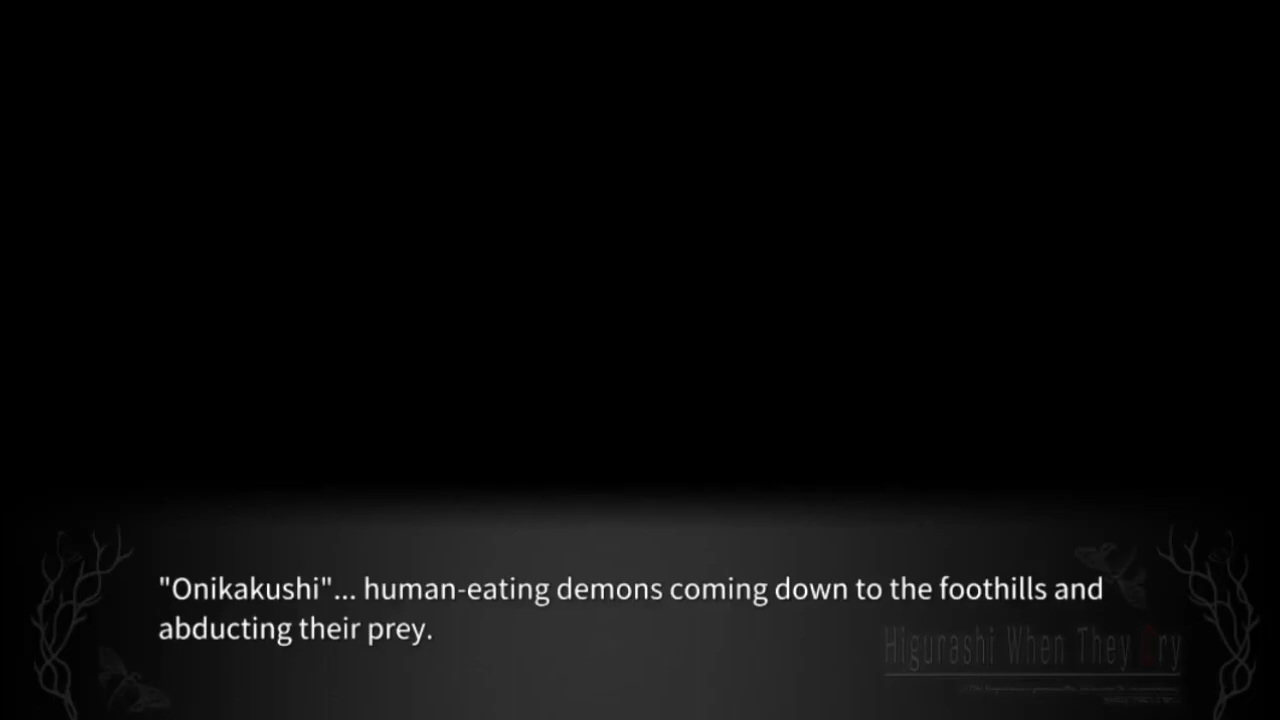 "Onikakushi"... human-eating demons coming down to the foothills and
abducting their prey.
Higurashi When They Cry